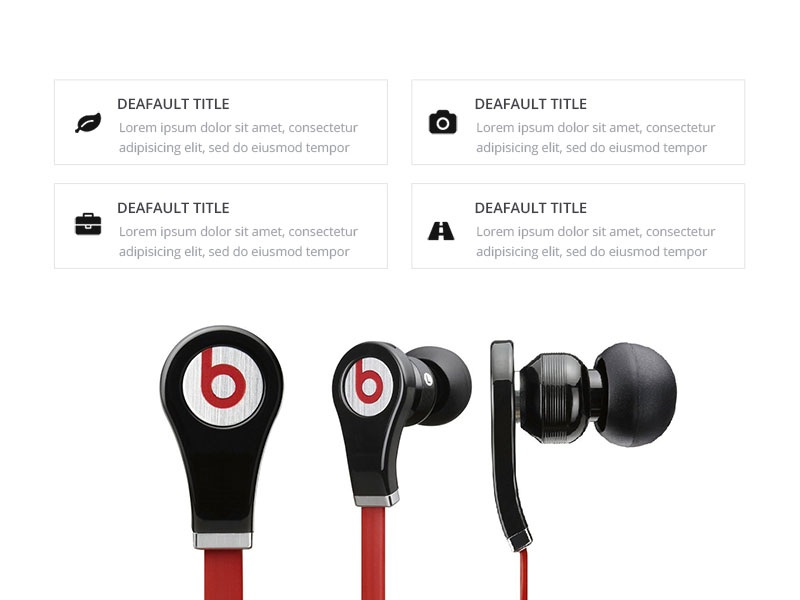 DEAFAULT TITLE
Lorem ipsum dolor sit amet, consectetur
adipisicing elit, sed do eiusmod tempor
DEAFAULT TITLE
Lorem ipsum dolor sit amet, consectetur
adipisicing elit, sed do eiusmod tempor
DEAFAULT TITLE
Lorem ipsum dolor sit amet, consectetur
adipisicing elit, sed do eiusmod tempor
DEAFAULT TITLE
Lorem ipsum dolor sit amet, consectetur
adipisicing elit, sed do eiusmod tempor
b
b
L